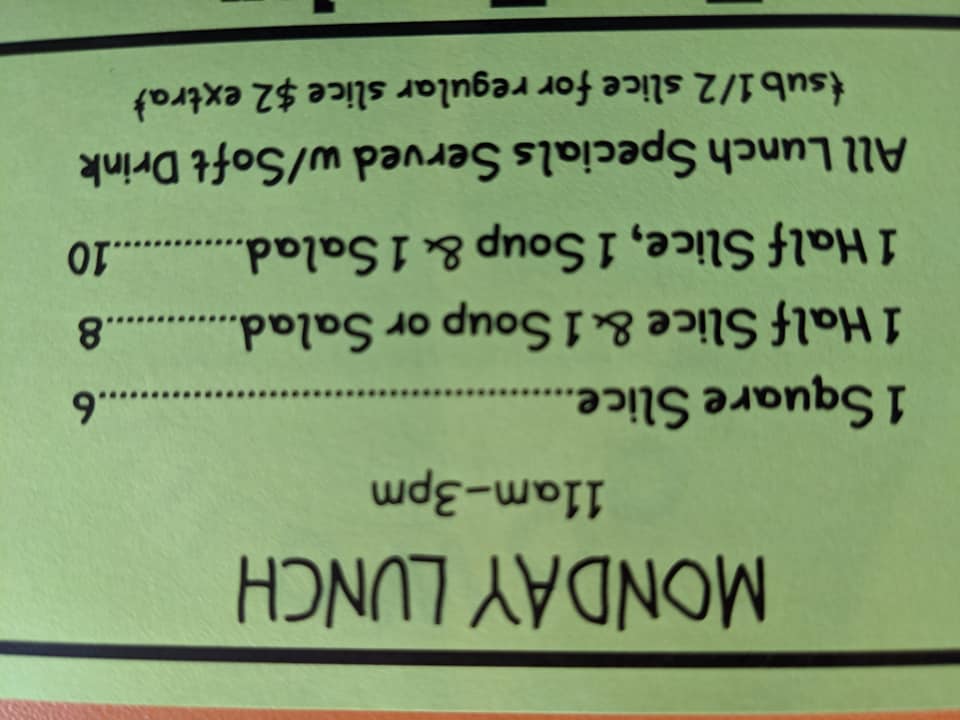 MONDAY LUNCH
11am-3pm
1 Square Slice................................................6
1 Half Slice & 1 Soup or Salad................8
1 Half Slice, 1 Soup & 1 Salad................10
All Lunch Specials Served w/Soft Drink
{sub 1/2 slice for regular slice $2 extra}